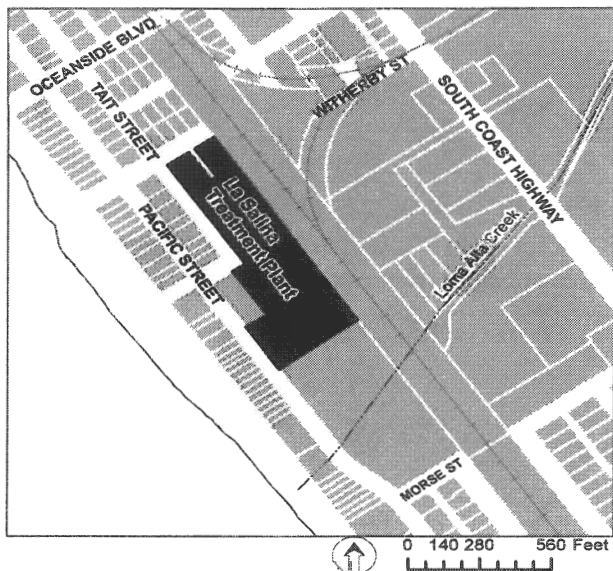 OCEANSIDE BLVD.
TAIT STREET
WITHERBY ST
SOUTH COAST HIGHWAY
La Salina
Treatment Plant
PACIFIC STREET
Loma Alta Creek
MORSE ST
0 140 280 560 Feet